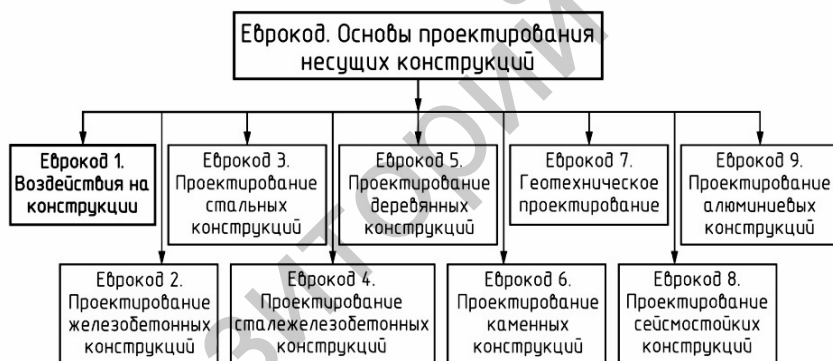 Еврокод. Основы проектирования
несущих конструкций
Еврокод 1.
Воздействия на
конструкции
Еврокод 3.
Проектирование
стальных
конструкций
Еврокод 5.
Проектирование
деревянных
конструкций
Еврокод 7.
Геотехническое
проектирование
Еврокод 9.
Проектирование
алюминиевых
конструкций
Еврокод 2.
Проектирование
железобетонных
конструкций
Еврокод 4.
Проектирование
сталежелезобетонных
конструкций
Еврокод 6.
Проектирование
каменных
конструкций
Еврокод 8.
Проектирование
сейсмостойких
конструкций